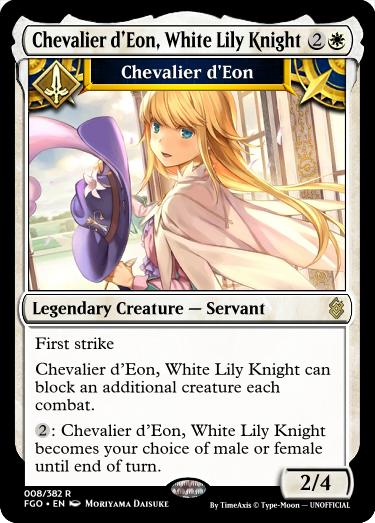 Chevalier d'Eon, White Lily Knight 2
Chevalier d'Eon
Legendary Creature — Servant
First strike
Chevalier d'Eon, White Lily Knight can
block an additional creature each
combat.
2: Chevalier d'Eon, White Lily Knight
becomes your choice of male or female
until end of turn.
2/4
008/382 R
FGO • EN MORIYAMA DAISUKE
By TimeAxis © Type-Moon — UNOFFICIAL